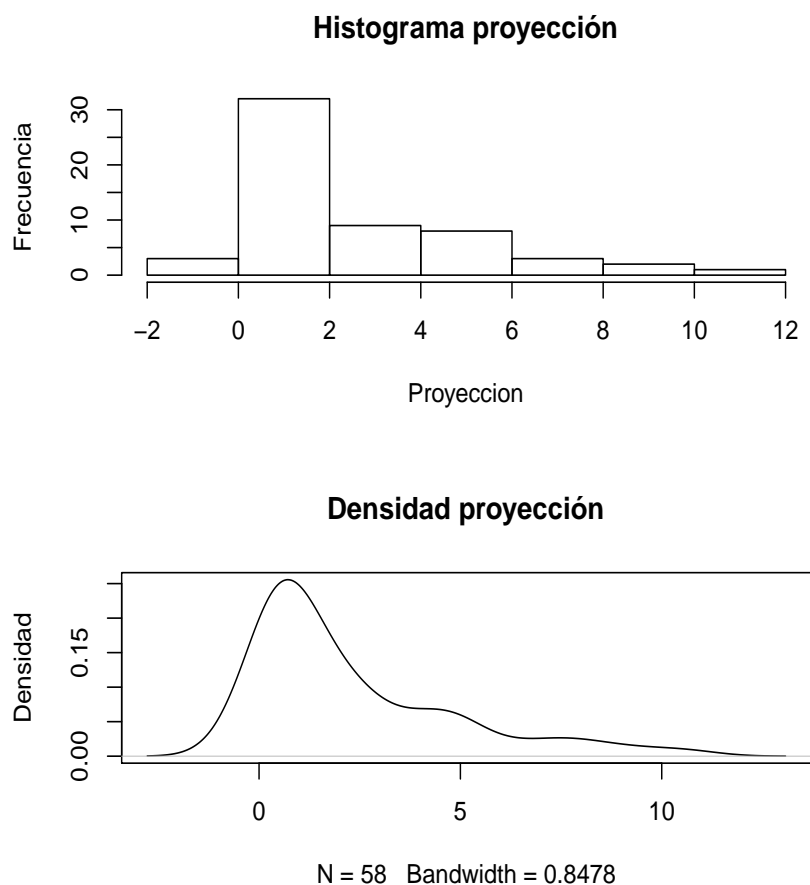 Histograma proyección
Frecuencia
0 10 20 30
−2 0 2 4 6 8 10 12
Proyeccion
Densidad proyección
Densidad
0.00 0.15
0 5 10
N = 58 Bandwidth = 0.8478